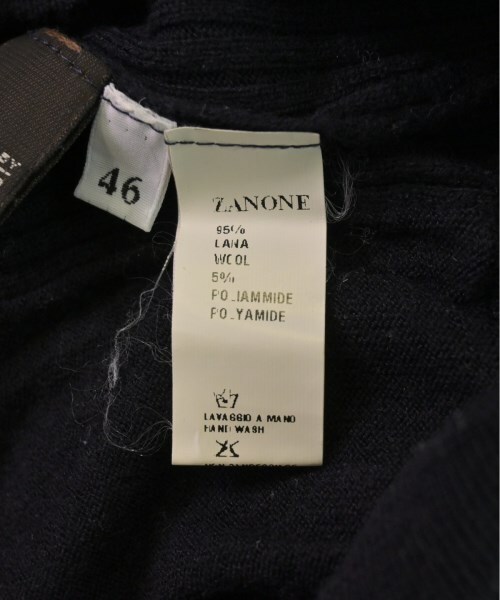 46
ZANONE
95%
LANA
WOOL
5%
POLIAMMIDE
POLYAMIDE
LAVAGGIO A MANO
HAND WASH